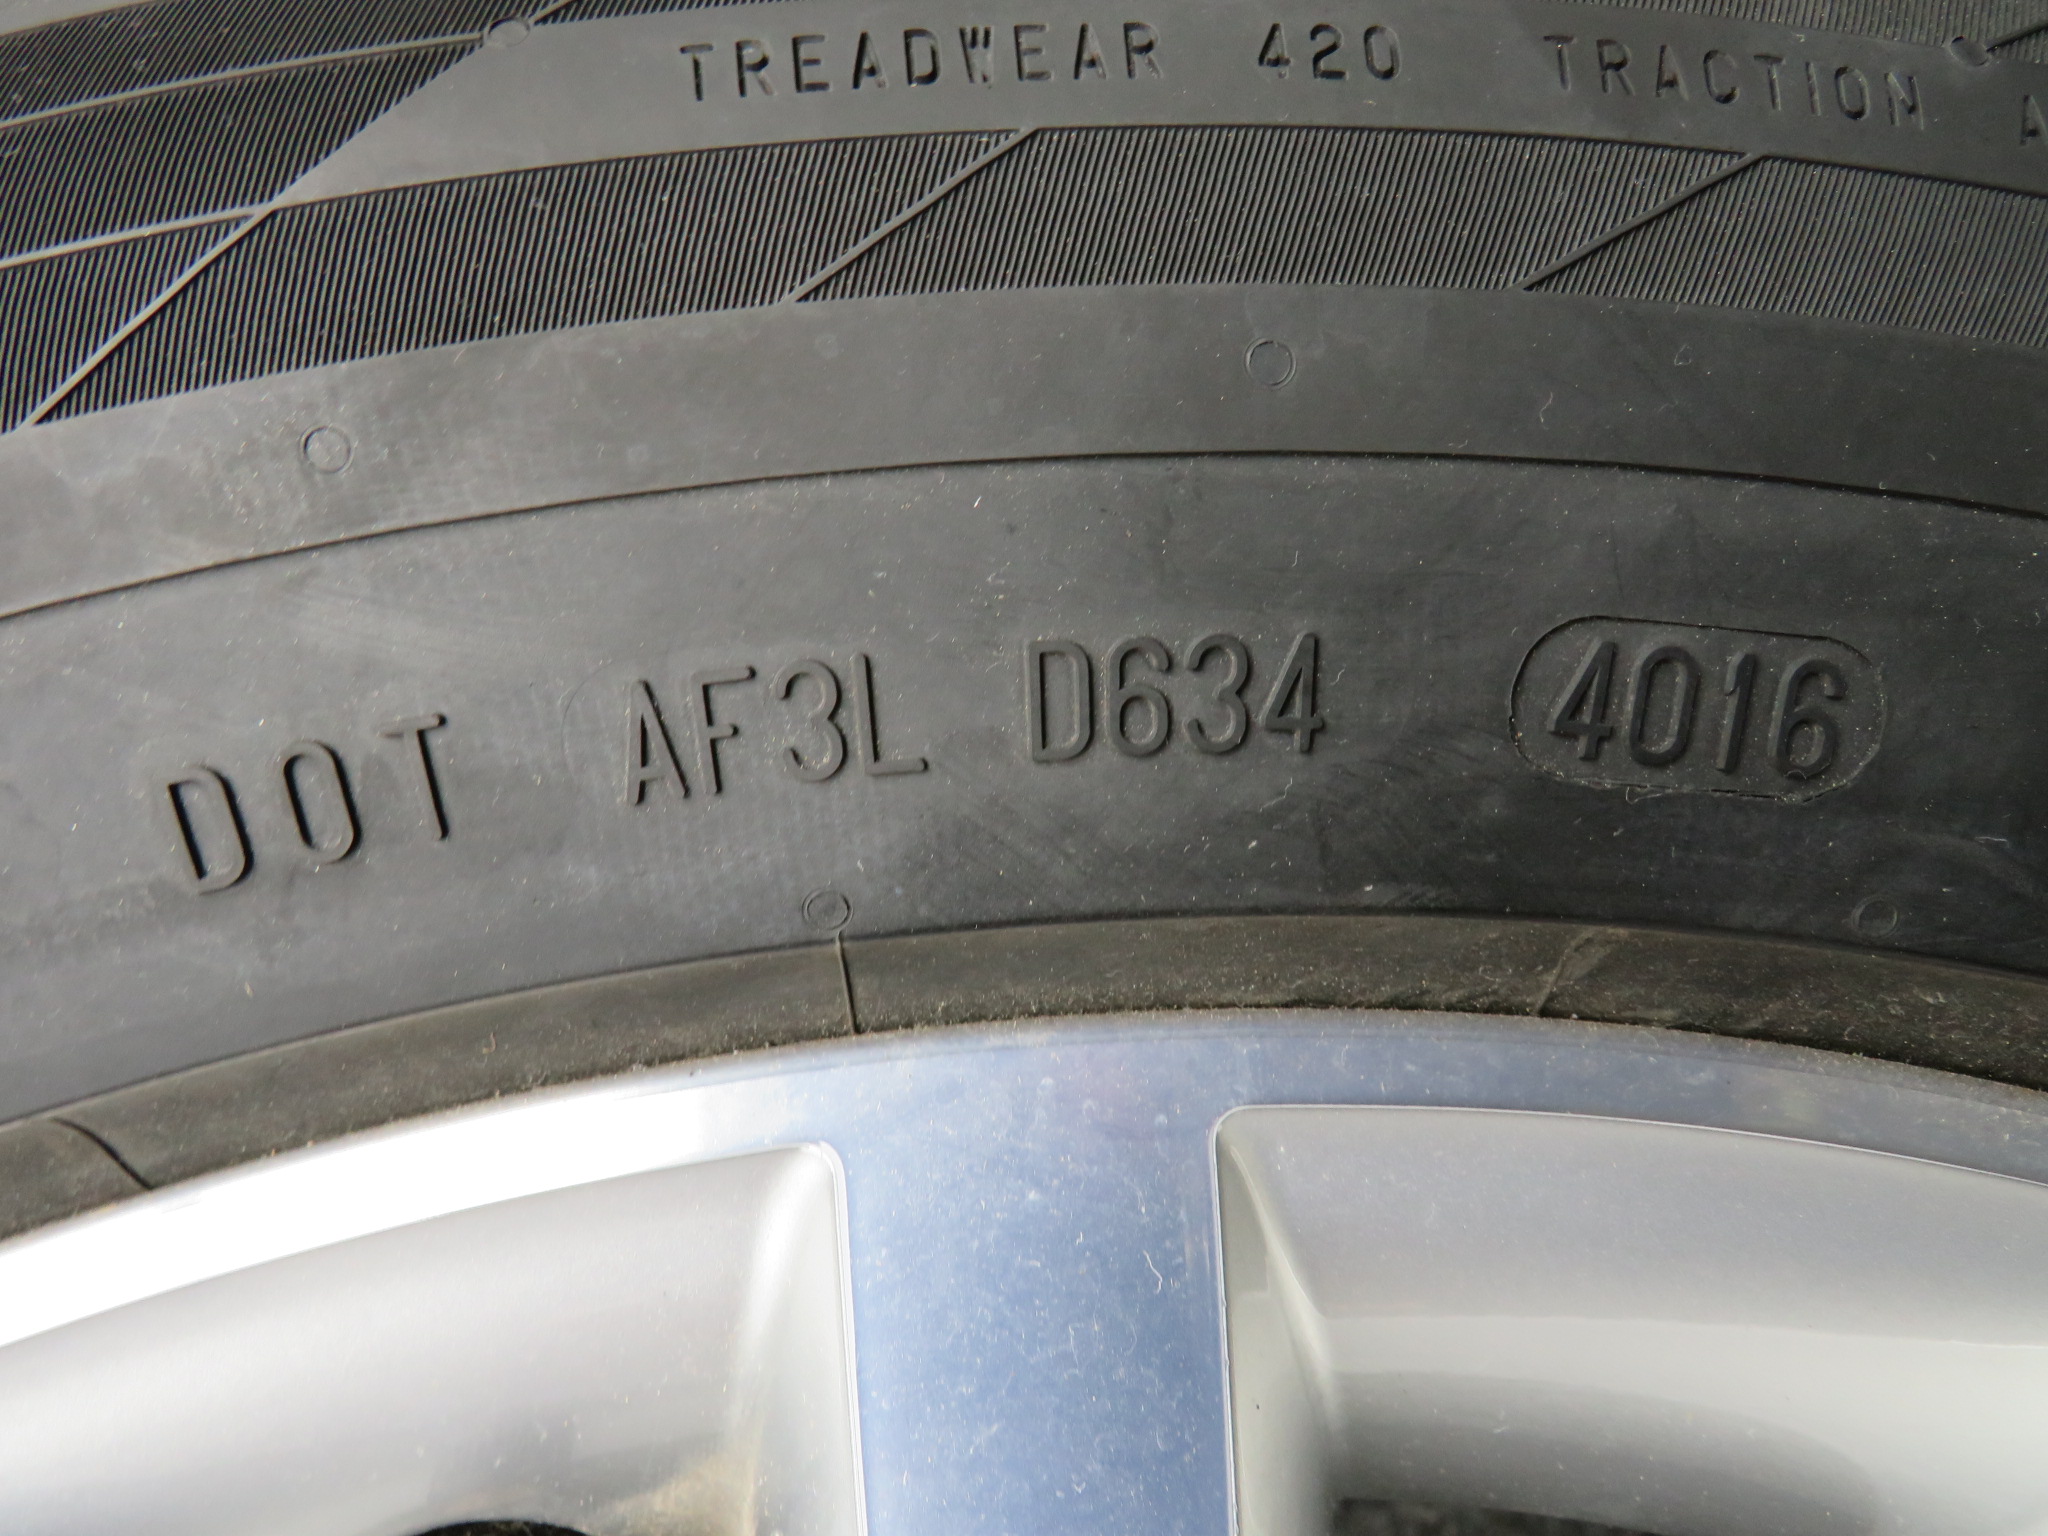 TREADWEAR 420 TRACTION A
DOT AF3L D634 4016